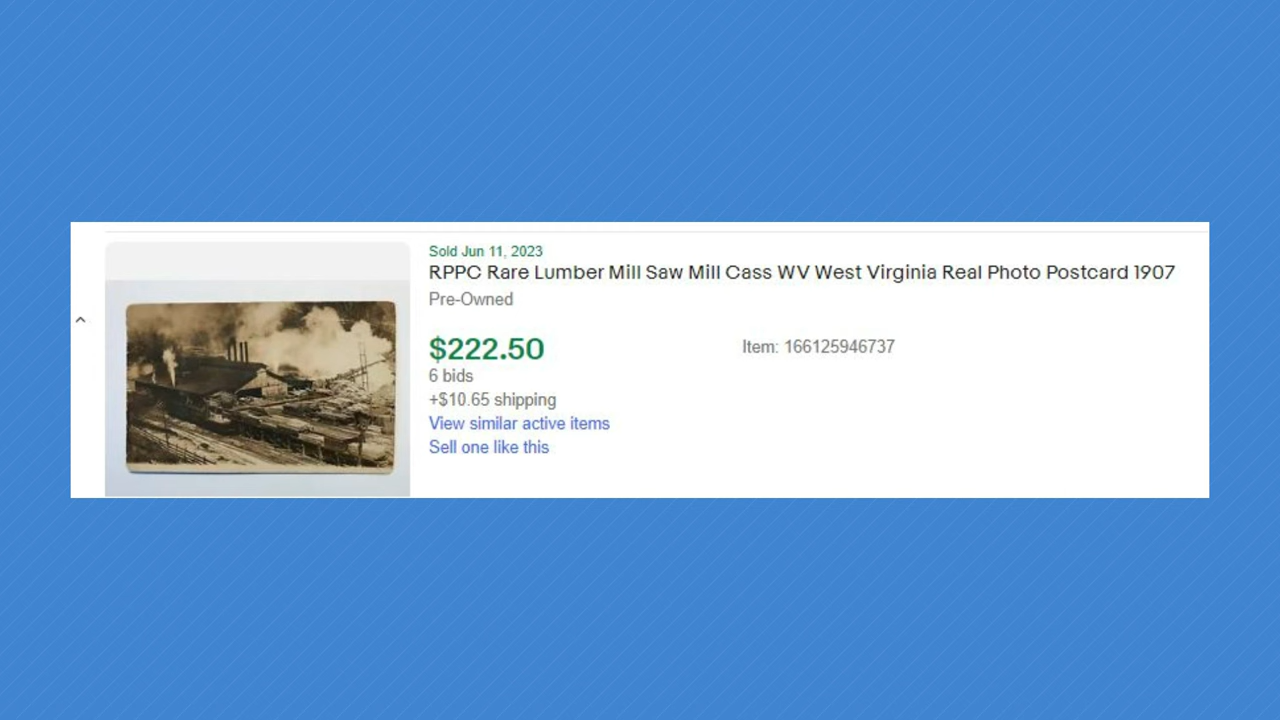 Sold Jun 11, 2023
RPPC Rare Lumber Mill Saw Mill Cass WV West Virginia Real Photo Postcard 1907
Pre-Owned
$222.50
Item: 166125946737
6 bids
+$10.65 shipping
View similar active items
Sell one like this